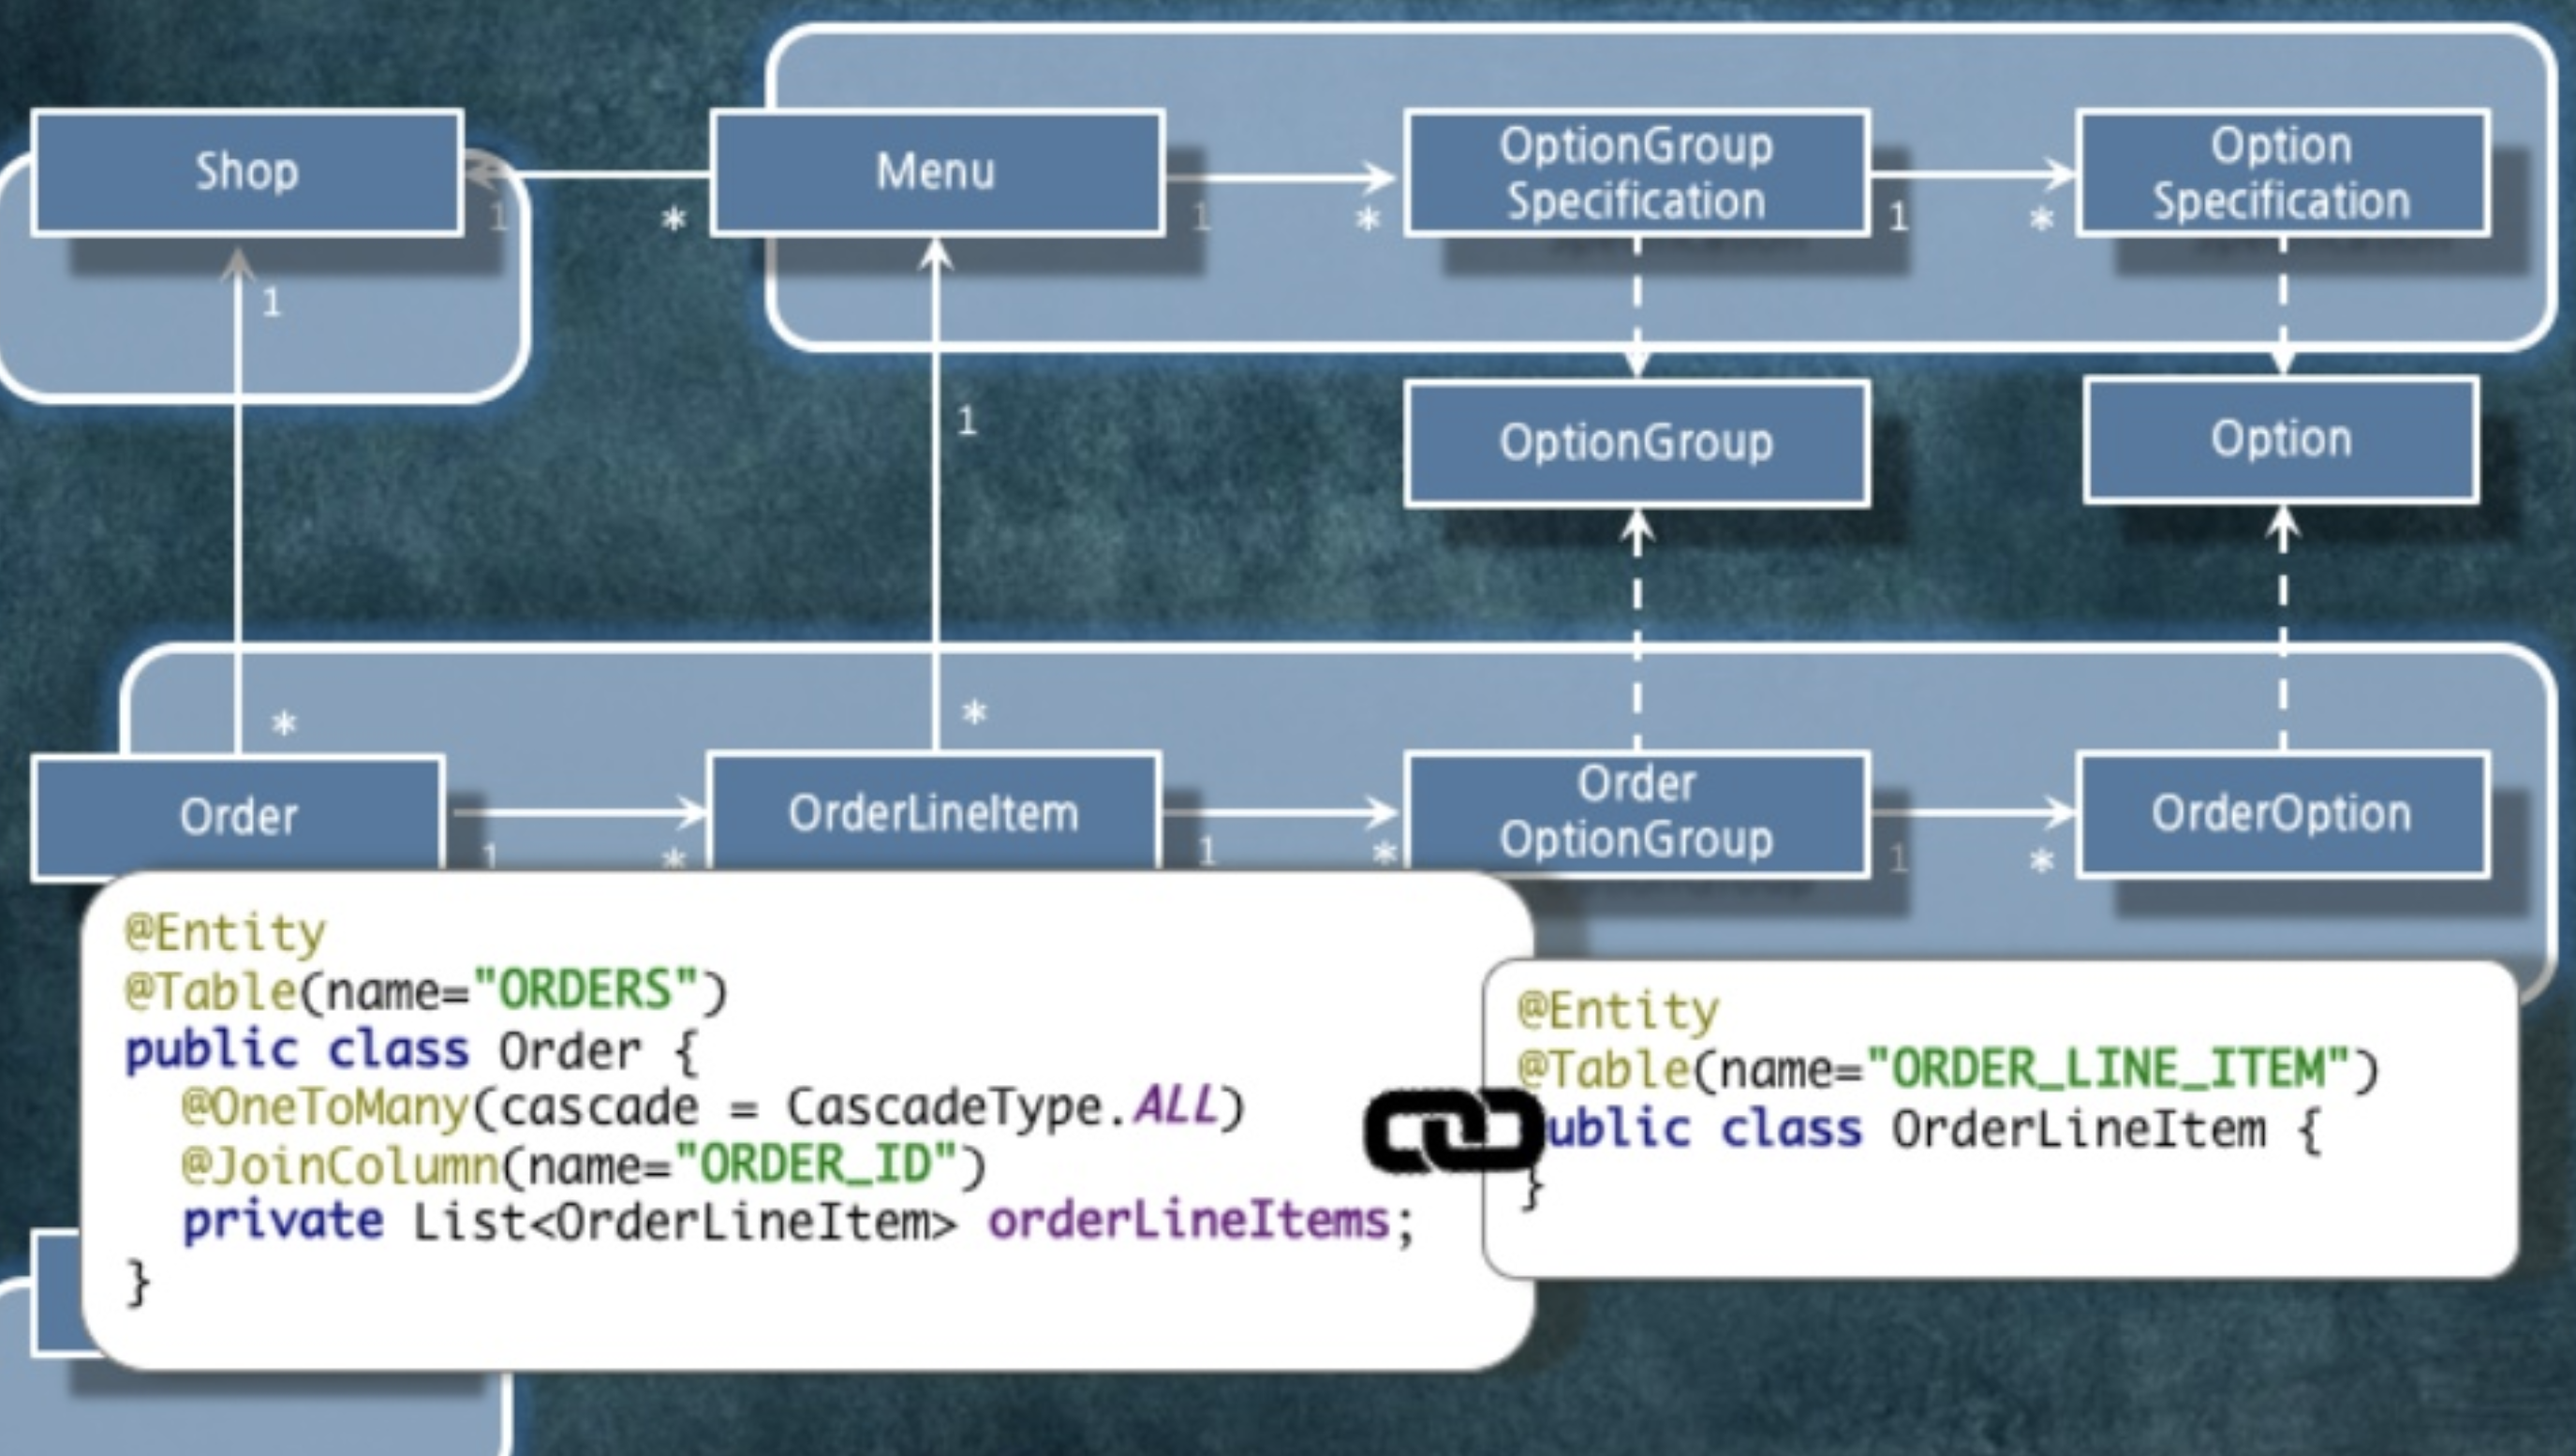 Shop
Menu
OptionGroup
Specification
Option
Specification
1
*
1
*
1
*
1
1
OptionGroup
Option
*
*
Order
OrderLineItem
Order
OptionGroup
OrderOption
1
*
1
*
1
*
@Entity
@Table(name="ORDERS")
public class Order {
@OneToMany(cascade = CascadeType.ALL)
@JoinColumn(name="ORDER_ID")
private List<OrderLineItem> orderLineItems;
}
@Entity
@Table(name="ORDER_LINE_ITEM")
public class OrderLineItem {
}